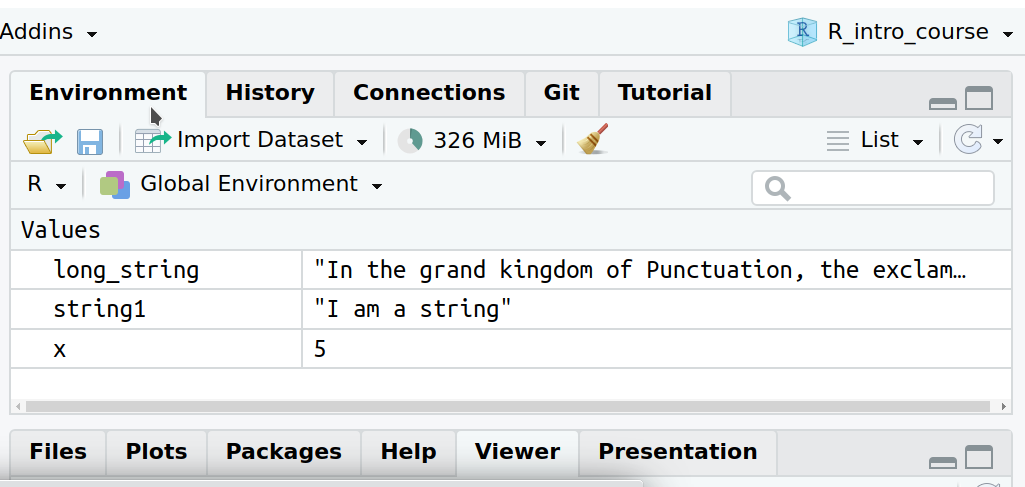 Addins R_intro_course
Environment History Connections Git Tutorial
Import Dataset 326 MiB List
R Global Environment
Values
long_string "In the grand kingdom of Punctuation, the exclam…
string1 "I am a string"
x 5
Files Plots Packages Help Viewer Presentation